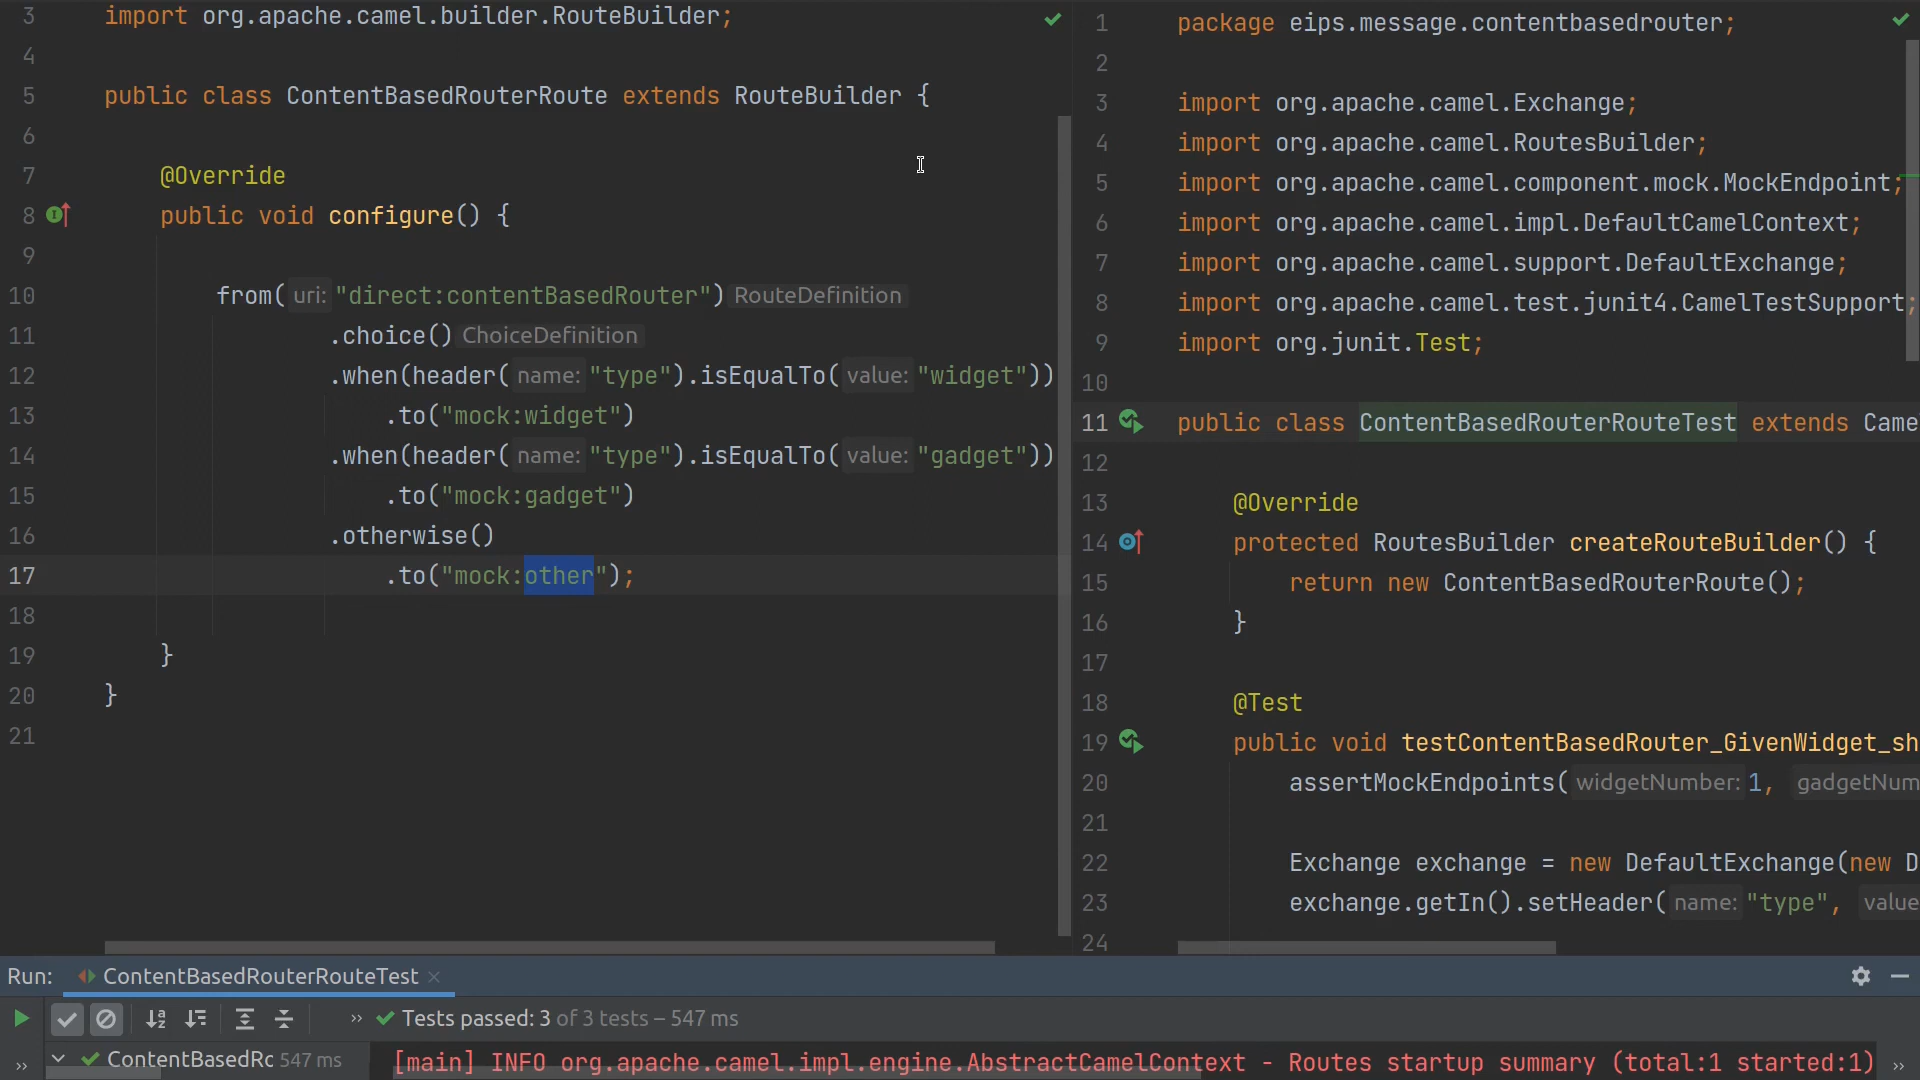 3 import org.apache.camel.builder.RouteBuilder;
4
5 public class ContentBasedRouterRoute extends RouteBuilder {
6
7 @Override
8 public void configure() {
9
10 from( uri: "direct:contentBasedRouter") RouteDefinition
11 .choice() ChoiceDefinition
12 .when(header( name: "type").isEqualTo( value: "widget"))
13 .to("mock:widget")
14 .when(header( name: "type").isEqualTo( value: "gadget"))
15 .to("mock:gadget")
16 .otherwise()
17 .to("mock:other");
18
19 }
20 }
21
1 package eips.message.contentbasedrouter;
2
3 import org.apache.camel.Exchange;
4 import org.apache.camel.RoutesBuilder;
5 import org.apache.camel.component.mock.MockEndpoint;
6 import org.apache.camel.impl.DefaultCamelContext;
7 import org.apache.camel.support.DefaultExchange;
8 import org.apache.camel.test.junit4.CamelTestSupport;
9 import org.junit.Test;
10
11 public class ContentBasedRouterRouteTest extends Came
12
13 @Override
14 protected RoutesBuilder createRouteBuilder() {
15 return new ContentBasedRouterRoute();
16 }
17
18 @Test
19 public void testContentBasedRouter_GivenWidget_sh
20 assertMockEndpoints( widgetNumber: 1, gadgetNum
21
22 Exchange exchange = new DefaultExchange(new D
23 exchange.getIn().setHeader( name: "type", value
24
Run: ContentBasedRouterRouteTest
Tests passed: 3 of 3 tests – 547 ms
ContentBasedRc 547 ms
[main] INFO org.apache.camel.impl.engine.AbstractCamelContext - Routes startup summary (total:1 started:1)